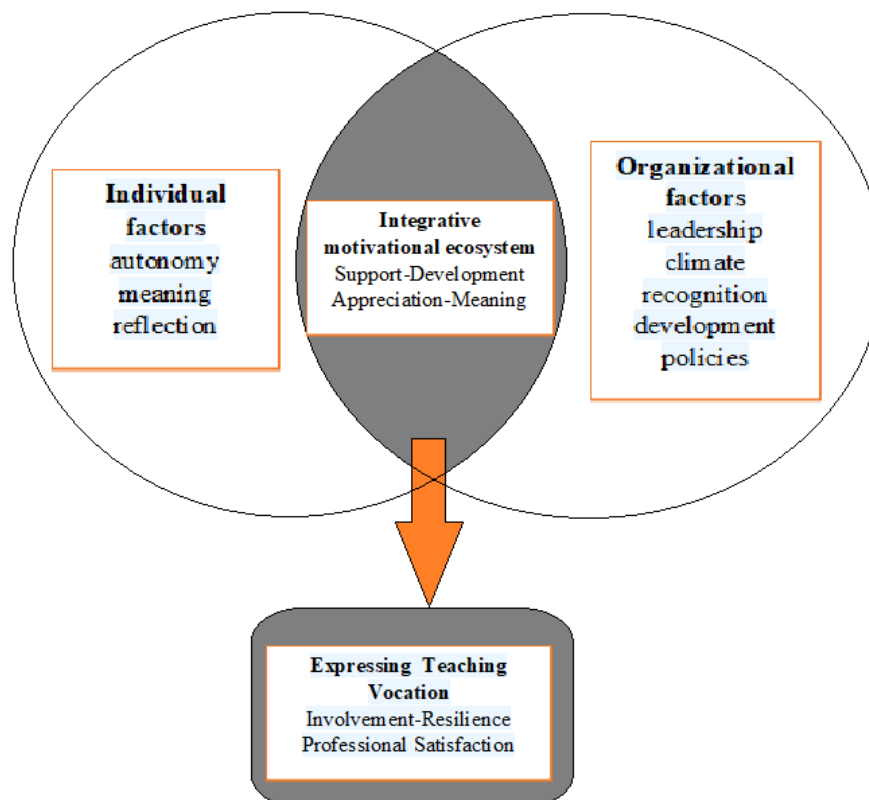 Individual
factors
autonomy
meaning
reflection
Integrative
motivational ecosystem
Support-Development
Appreciation-Meaning
Organizational
factors
leadership
climate
recognition
development
policies
Expressing Teaching
Vocation
Involvement-Resilience
Professional Satisfaction